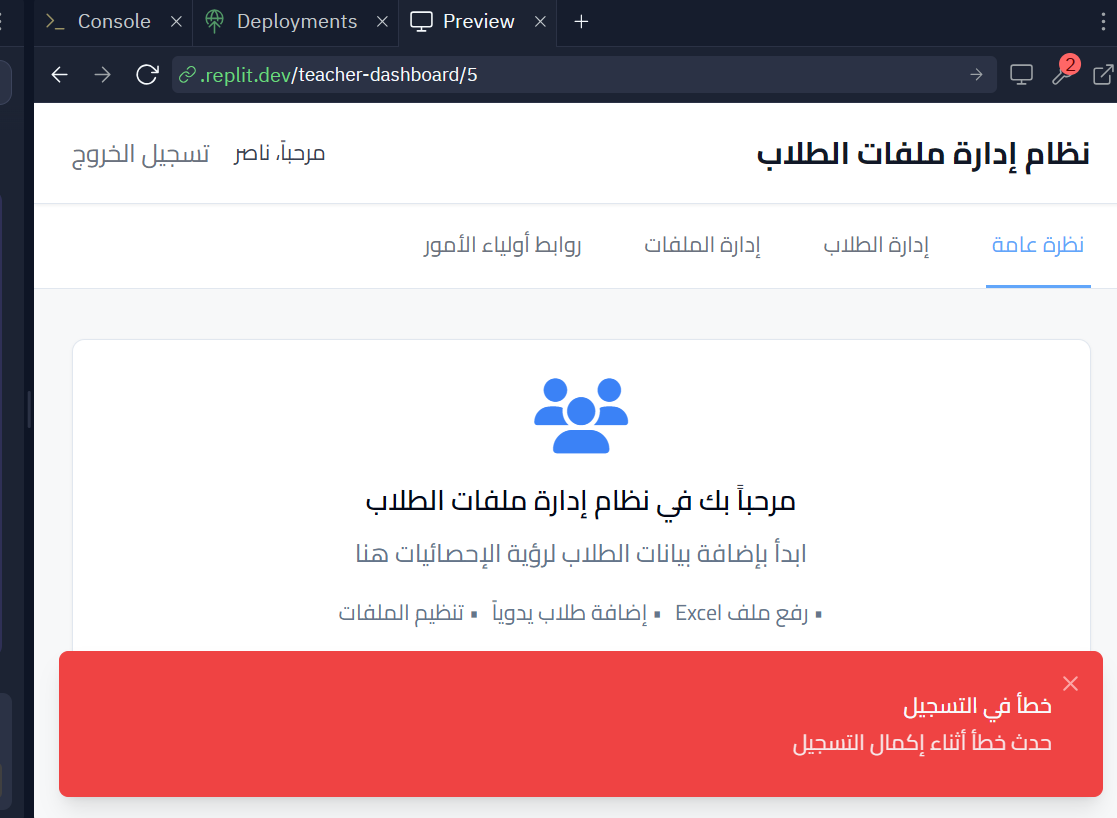 Console
Deployments
Preview
.replit.dev/teacher-dashboard/5
2
نظام إدارة ملفات الطلاب
مرحباً، ناصر
تسجيل الخروج
نظرة عامة
إدارة الطلاب
إدارة الملفات
روابط أولياء الأمور
مرحباً بك في نظام إدارة ملفات الطلاب
ابدأ بإضافة بيانات الطلاب لرؤية الإحصائيات هنا
▪ رفع ملف Excel ▪ إضافة طلاب يدوياً ▪ تنظيم الملفات
خطأ في التسجيل
حدث خطأ أثناء إكمال التسجيل